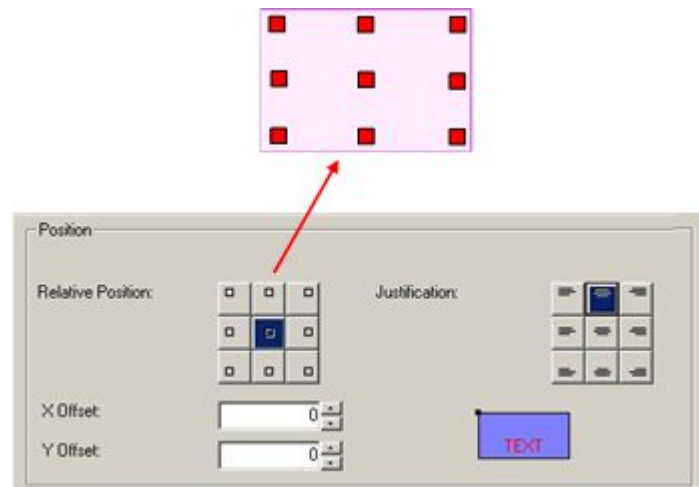 Position
Relative Position:
Justification:
X Offset:
0
Y Offset:
0
TEXT